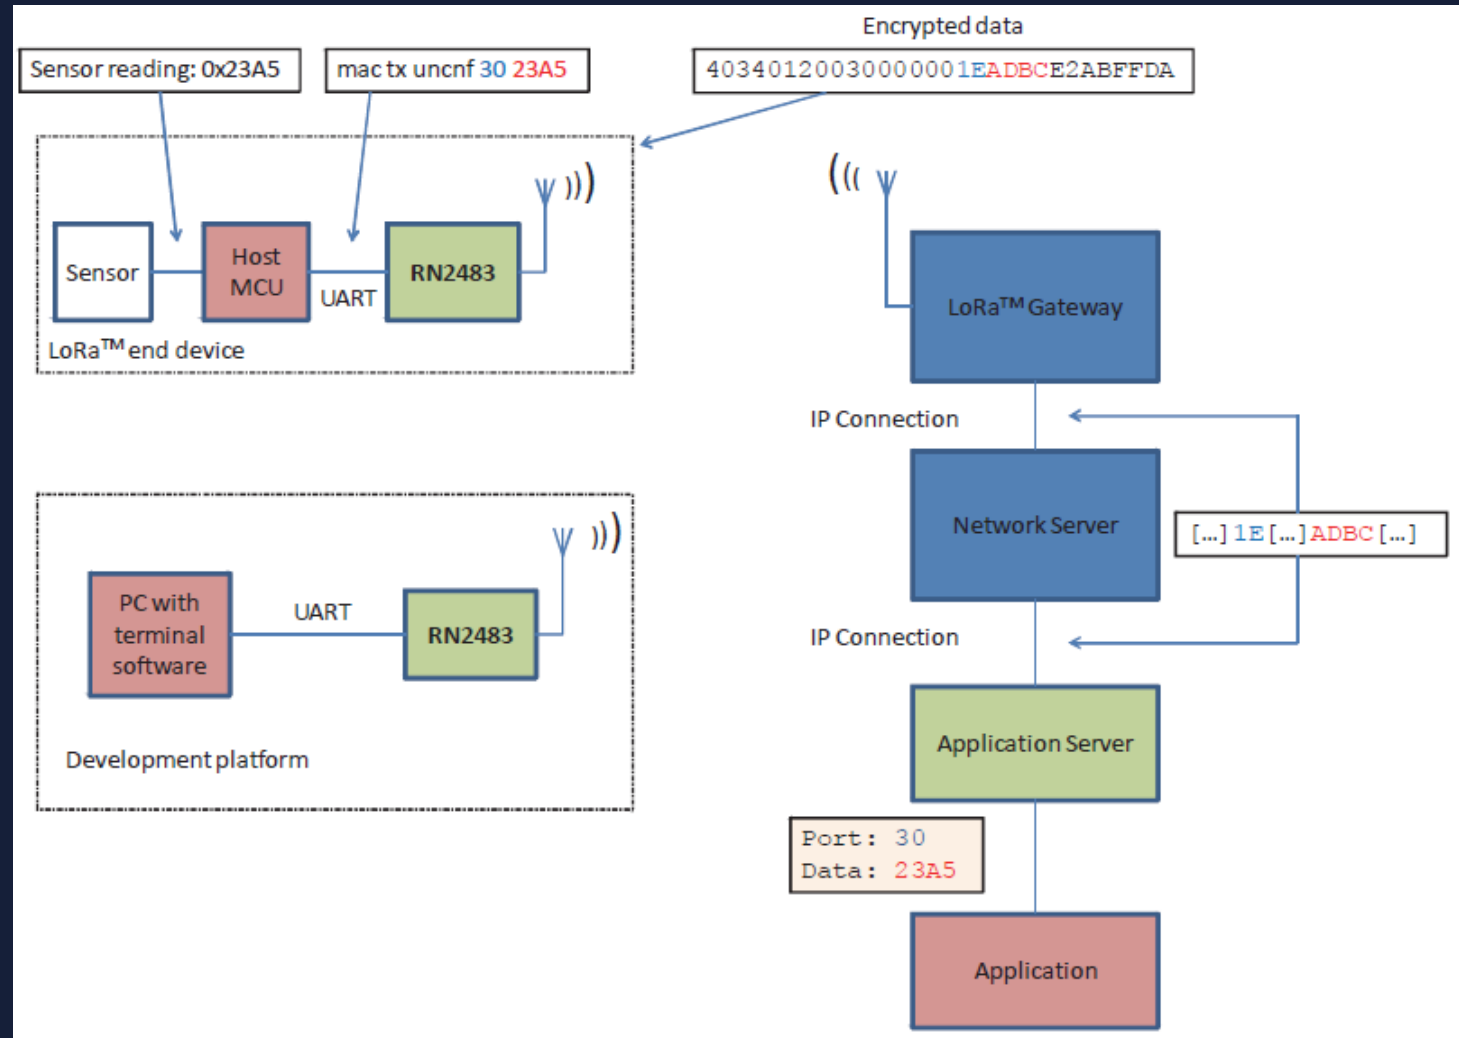 Encrypted data
Sensor reading: 0x23A5
mac tx uncnf 30 23A5
40340120030000001EADBCE2ABFFDA
Sensor
Host
MCU
UART
RN2483
LoRa™ end device
LoRa™ Gateway
IP Connection
Network Server
[…]1E[…]ADBC[…]
IP Connection
PC with
terminal
software
UART
RN2483
Development platform
Application Server
Port: 30
Data: 23A5
Application